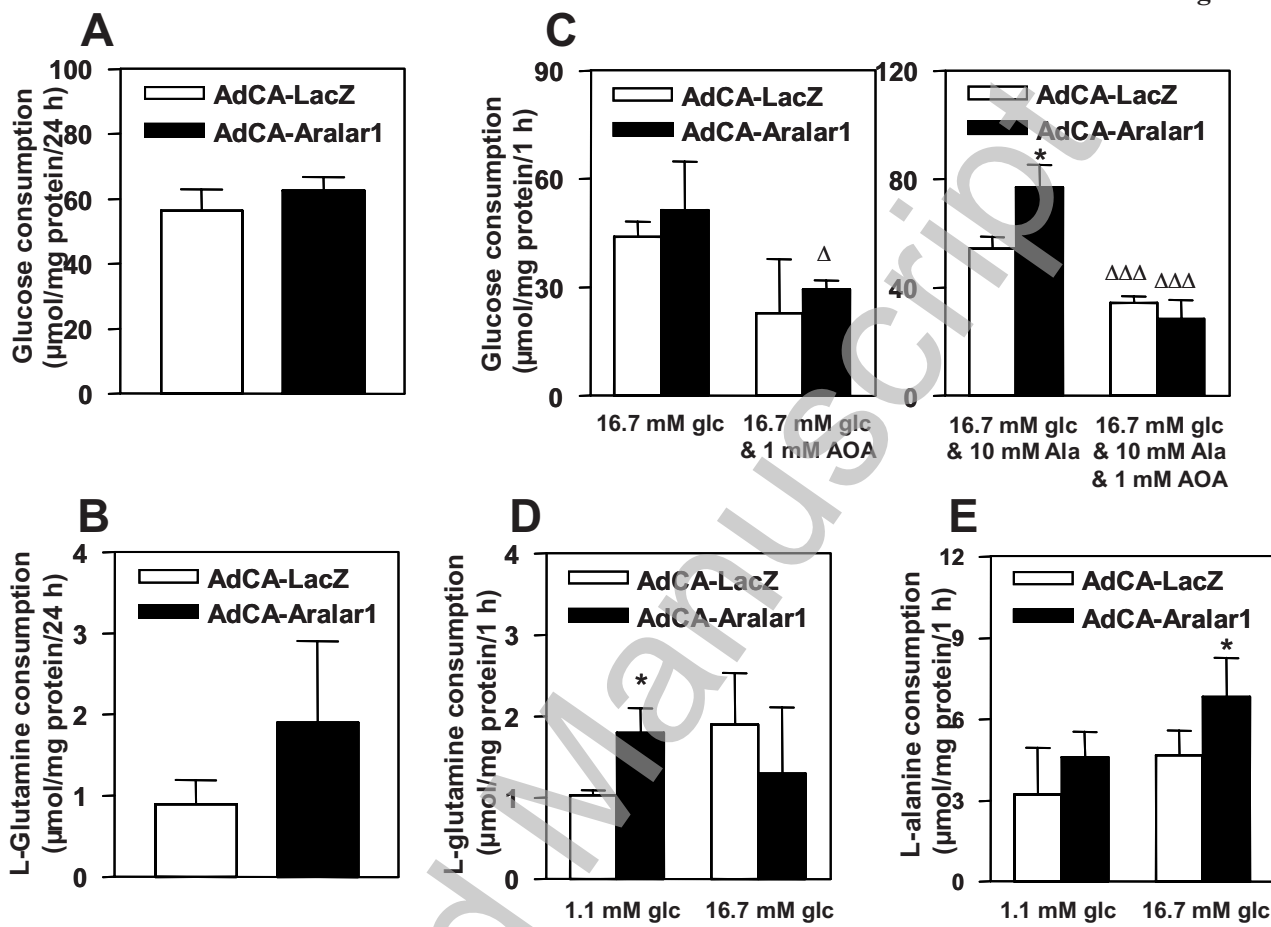 g
A
Glucose consumption
(µmol/mg protein/24 h)
100
80
60
40
20
0
AdCA-LacZ
AdCA-Aralar1
C
Glucose consumption
(µmol/mg protein/1 h)
90
60
30
0
AdCA-LacZ
AdCA-Aralar1
Δ
16.7 mM glc
16.7 mM glc
& 1 mM AOA
120
80
40
0
AdCA-LacZ
AdCA-Aralar1
*
ΔΔΔ ΔΔΔ
16.7 mM glc
& 10 mM Ala
16.7 mM glc
& 10 mM Ala
& 1 mM AOA
B
L-Glutamine consumption
(µmol/mg protein/24 h)
4
3
2
1
0
AdCA-LacZ
AdCA-Aralar1
D
L-glutamine consumption
(µmol/mg protein/1 h)
4
3
2
1
0
AdCA-LacZ
AdCA-Aralar1
*
1.1 mM glc
16.7 mM glc
E
L-alanine consumption
(µmol/mg protein/1 h)
12
9
6
3
0
AdCA-LacZ
AdCA-Aralar1
*
1.1 mM glc
16.7 mM glc
d Manuscript